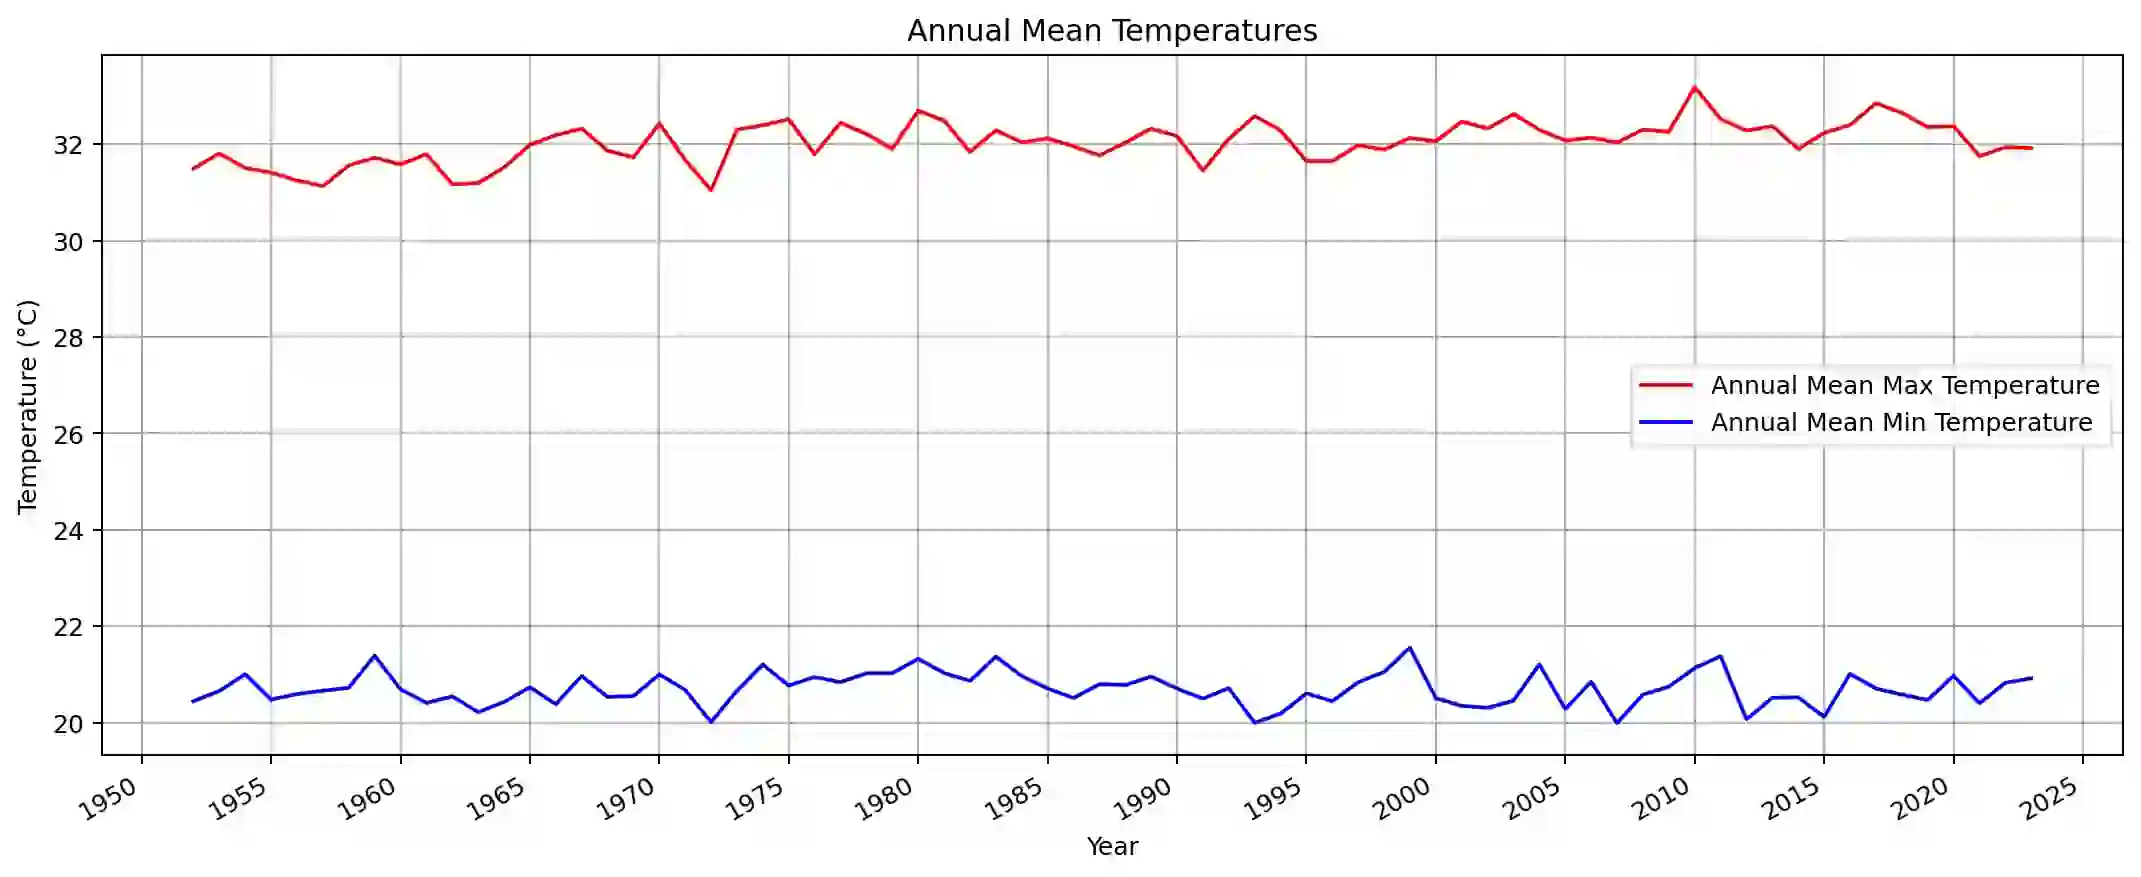 Annual Mean Temperatures
Temperature (°C)
32
30
28
26
24
22
20
Annual Mean Max Temperature
Annual Mean Min Temperature
1950 1955 1960 1965 1970 1975 1980 1985 1990 1995 2000 2005 2010 2015 2020 2025
Year